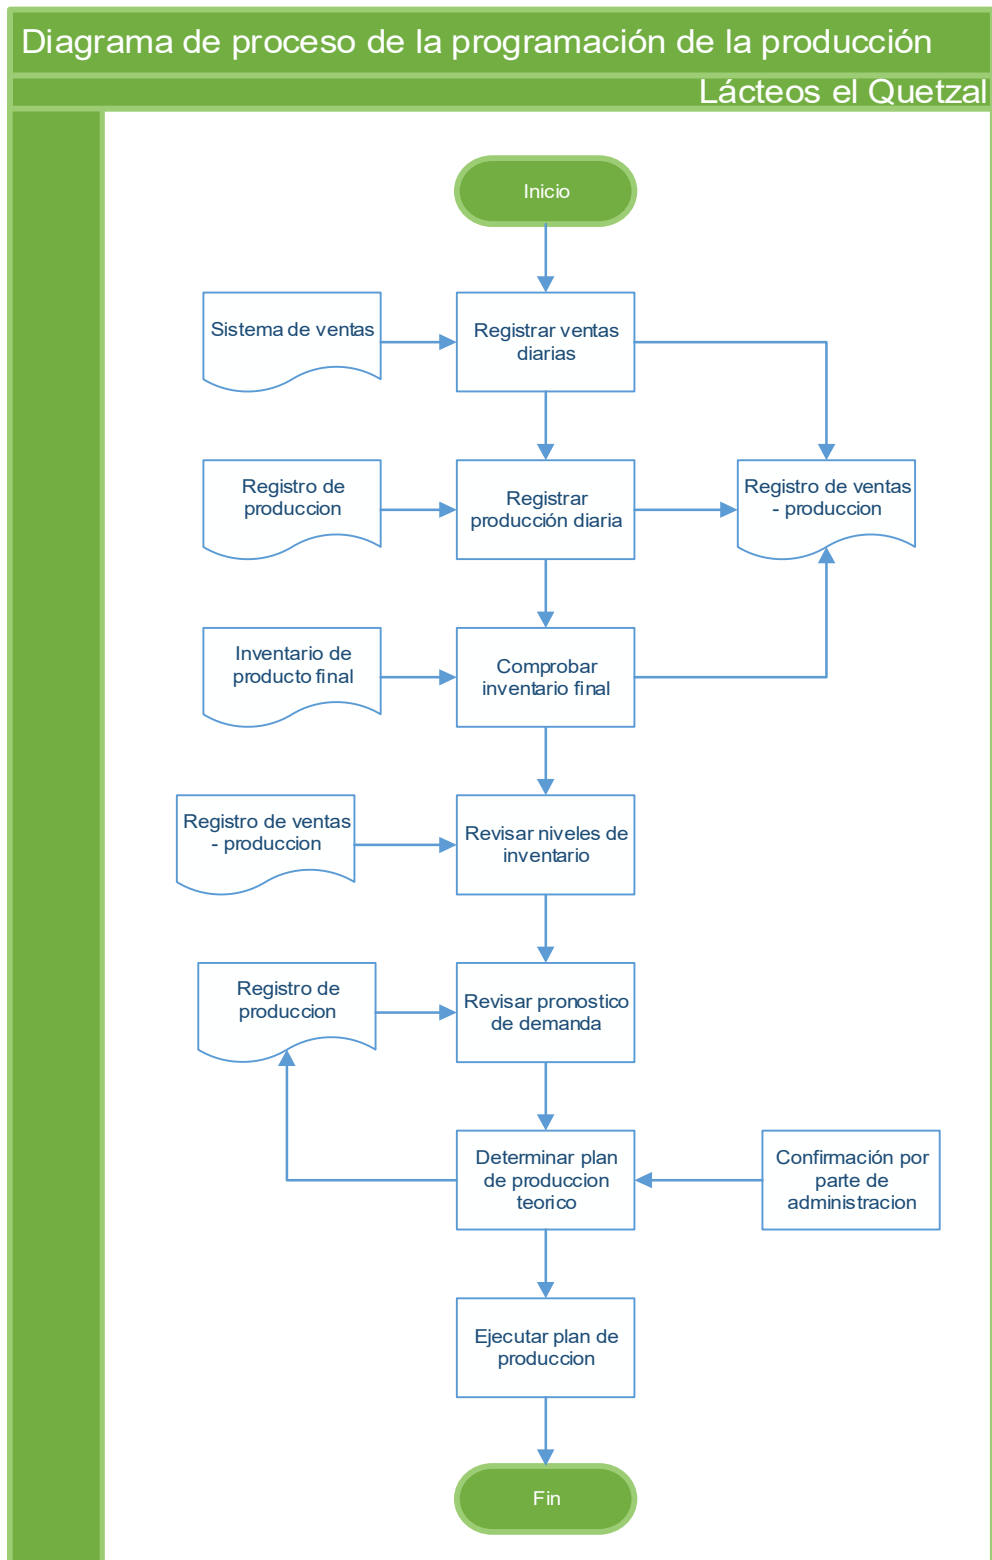 Diagrama de proceso de la programación de la producción
Lácteos el Quetzal
Inicio
Sistema de ventas
Registrar ventas
diarias
Registro de
produccion
Registrar
producción diaria
Registro de ventas
- produccion
Inventario de
producto final
Comprobar
inventario final
Registro de ventas
- produccion
Revisar niveles de
inventario
Registro de
produccion
Revisar pronostico
de demanda
Determinar plan
de produccion
teorico
Confirmación por
parte de
administracion
Ejecutar plan de
produccion
Fin